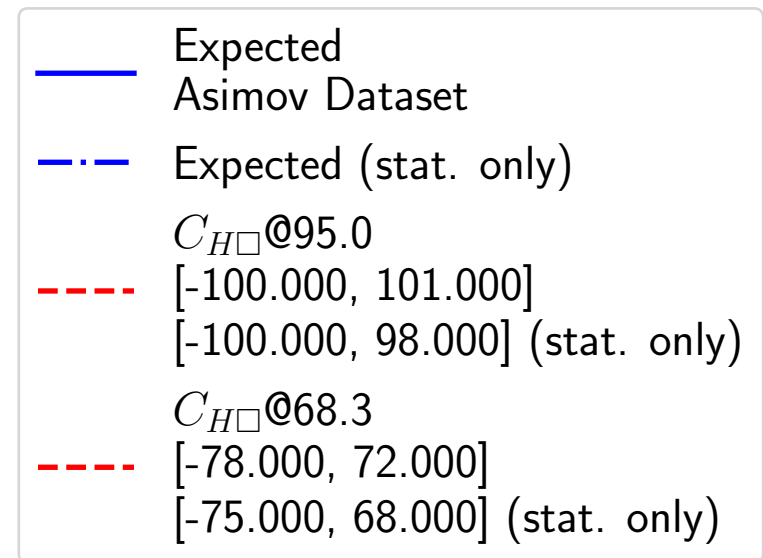 Expected
Asimov Dataset
Expected (stat. only)
C_{H□}@95.0
[-100.000, 101.000]
[-100.000, 98.000] (stat. only)
C_{H□}@68.3
[-78.000, 72.000]
[-75.000, 68.000] (stat. only)